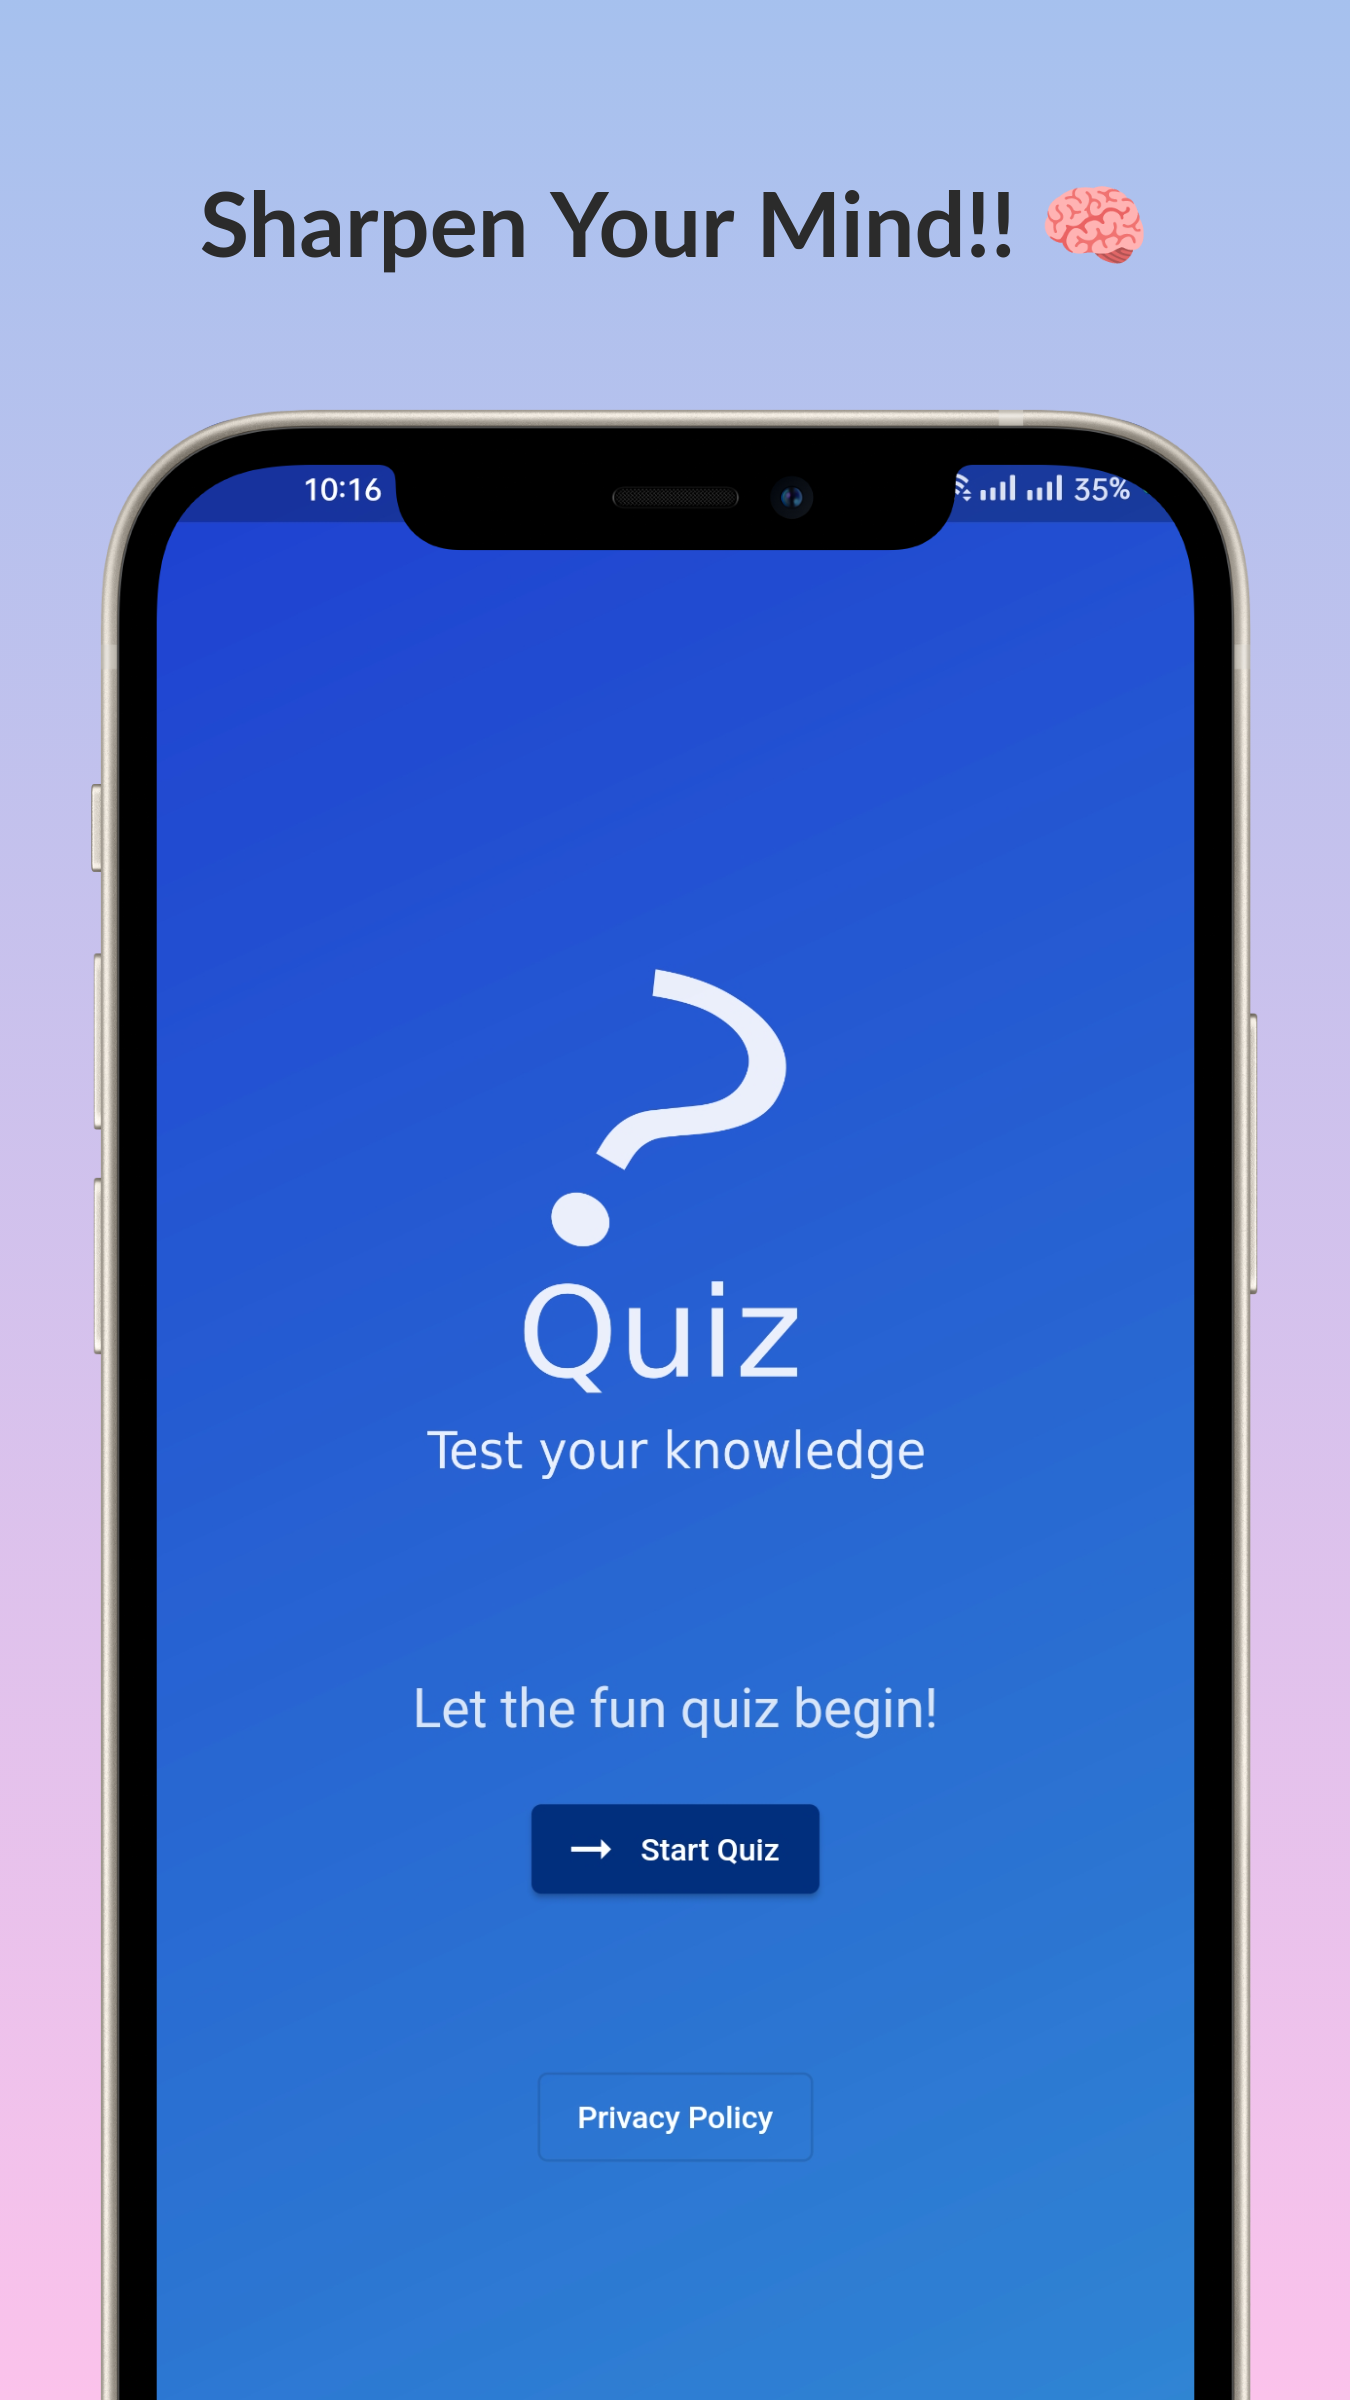 Sharpen Your Mind!! 🧠
10:16
35%
?
Quiz
Test your knowledge
Let the fun quiz begin!
→ Start Quiz
Privacy Policy